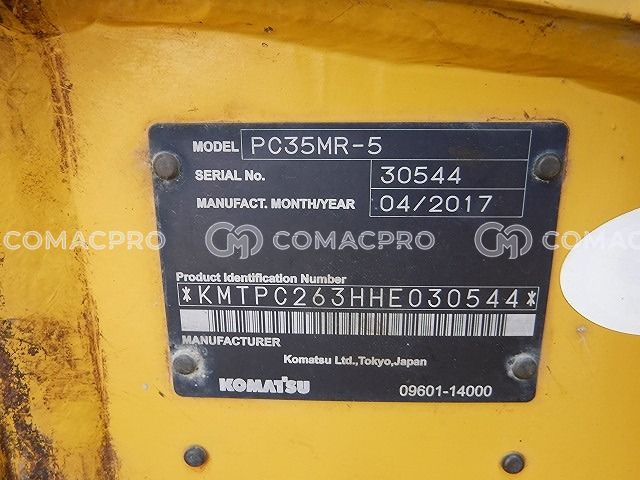 MODEL PC35MR-5
SERIAL No. 30544
MANUFACT. MONTH/YEAR 04/2017
COMACPRO COMACPRO COMACPRO
Product Identification Number
*KMTPC263HHE030544*
MANUFACTURER
Komatsu Ltd.,Tokyo,Japan
KOMATSU 09601-14000